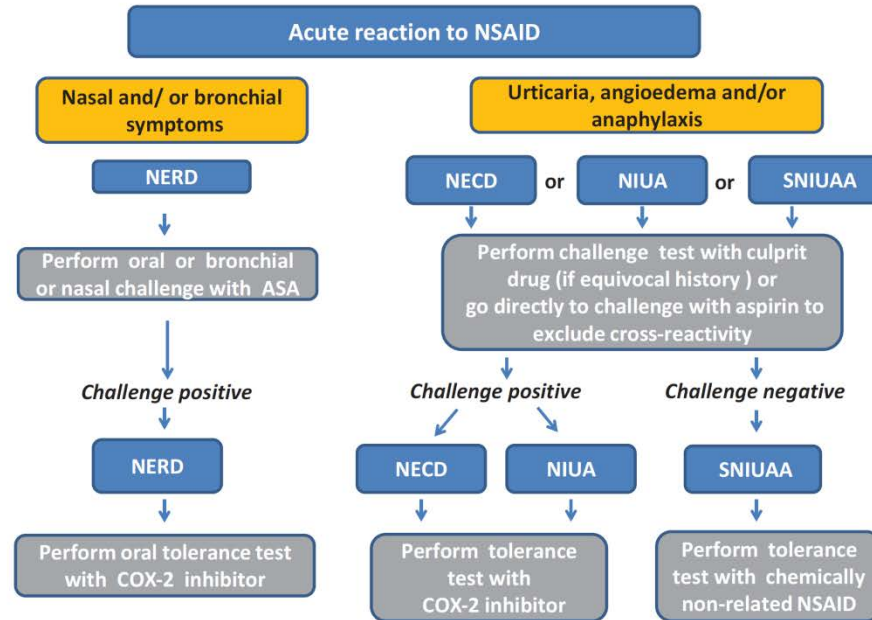 Acute reaction to NSAID
Nasal and/ or bronchial
symptoms
NERD
Perform oral or bronchial
or nasal challenge with ASA
Challenge positive
NERD
Perform oral tolerance test
with COX-2 inhibitor
Urticaria, angioedema and/or
anaphylaxis
NECD or NIUA or SNIUAA
Perform challenge test with culprit
drug (if equivocal history ) or
go directly to challenge with aspirin to
exclude cross-reactivity
Challenge positive
NECD NIUA
Perform tolerance
test with
COX-2 inhibitor
Challenge negative
SNIUAA
Perform tolerance
test with chemically
non-related NSAID